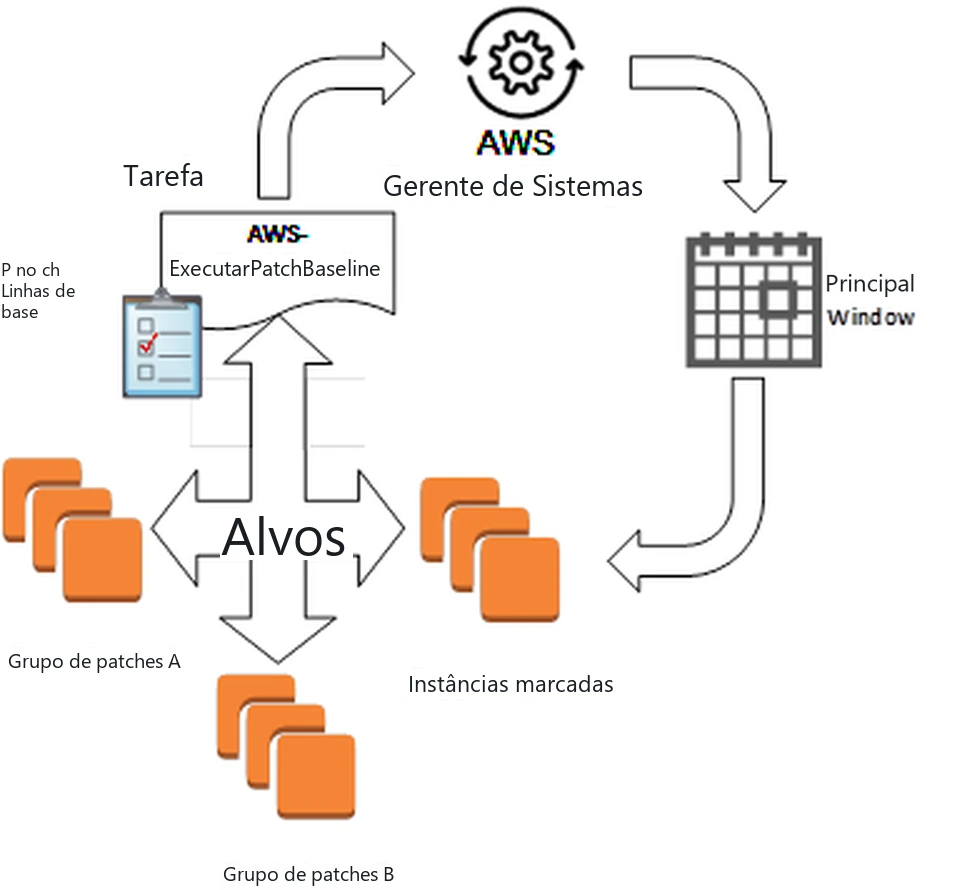 AWS
Gerente de Sistemas
Tarefa
AWS-
ExecutarPatchBaseline
P no ch
Linhas de
base
Principal
Window
Alvos
Grupo de patches A
Instâncias marcadas
Grupo de patches B